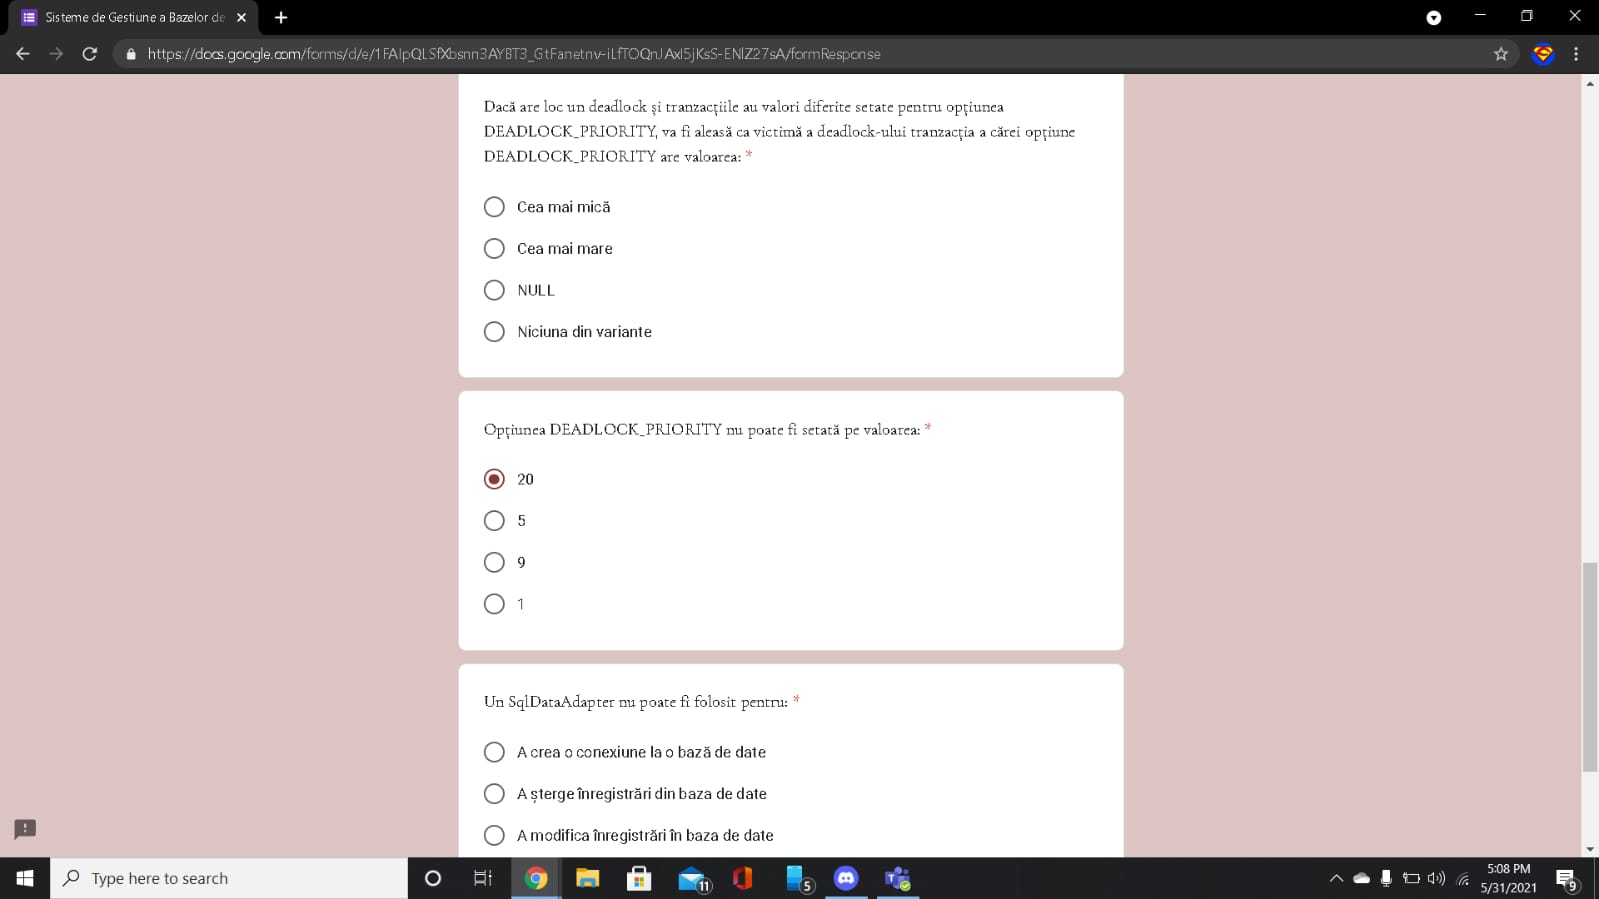 Sisteme de Gestiune a Bazelor de
https://docs.google.com/forms/d/e/1FAIpQLSfXbsnn3AYBT3_GtFanetnv-iLfTOQnJAxI5jKsS-ENlZ27sA/formResponse
Dacă are loc un deadlock și tranzacțiile au valori diferite setate pentru opțiunea
DEADLOCK_PRIORITY, va fi aleasă ca victimă a deadlock-ului tranzacția a cărei opțiune
DEADLOCK_PRIORITY are valoarea: *
Cea mai mică
Cea mai mare
NULL
Niciuna din variante
Opțiunea DEADLOCK_PRIORITY nu poate fi setată pe valoarea: *
20
5
9
1
Un SqlDataAdapter nu poate fi folosit pentru: *
A crea o conexiune la o bază de date
A șterge înregistrări din baza de date
A modifica înregistrări în baza de date
Type here to search
11
5
5:08 PM
5/31/2021
9